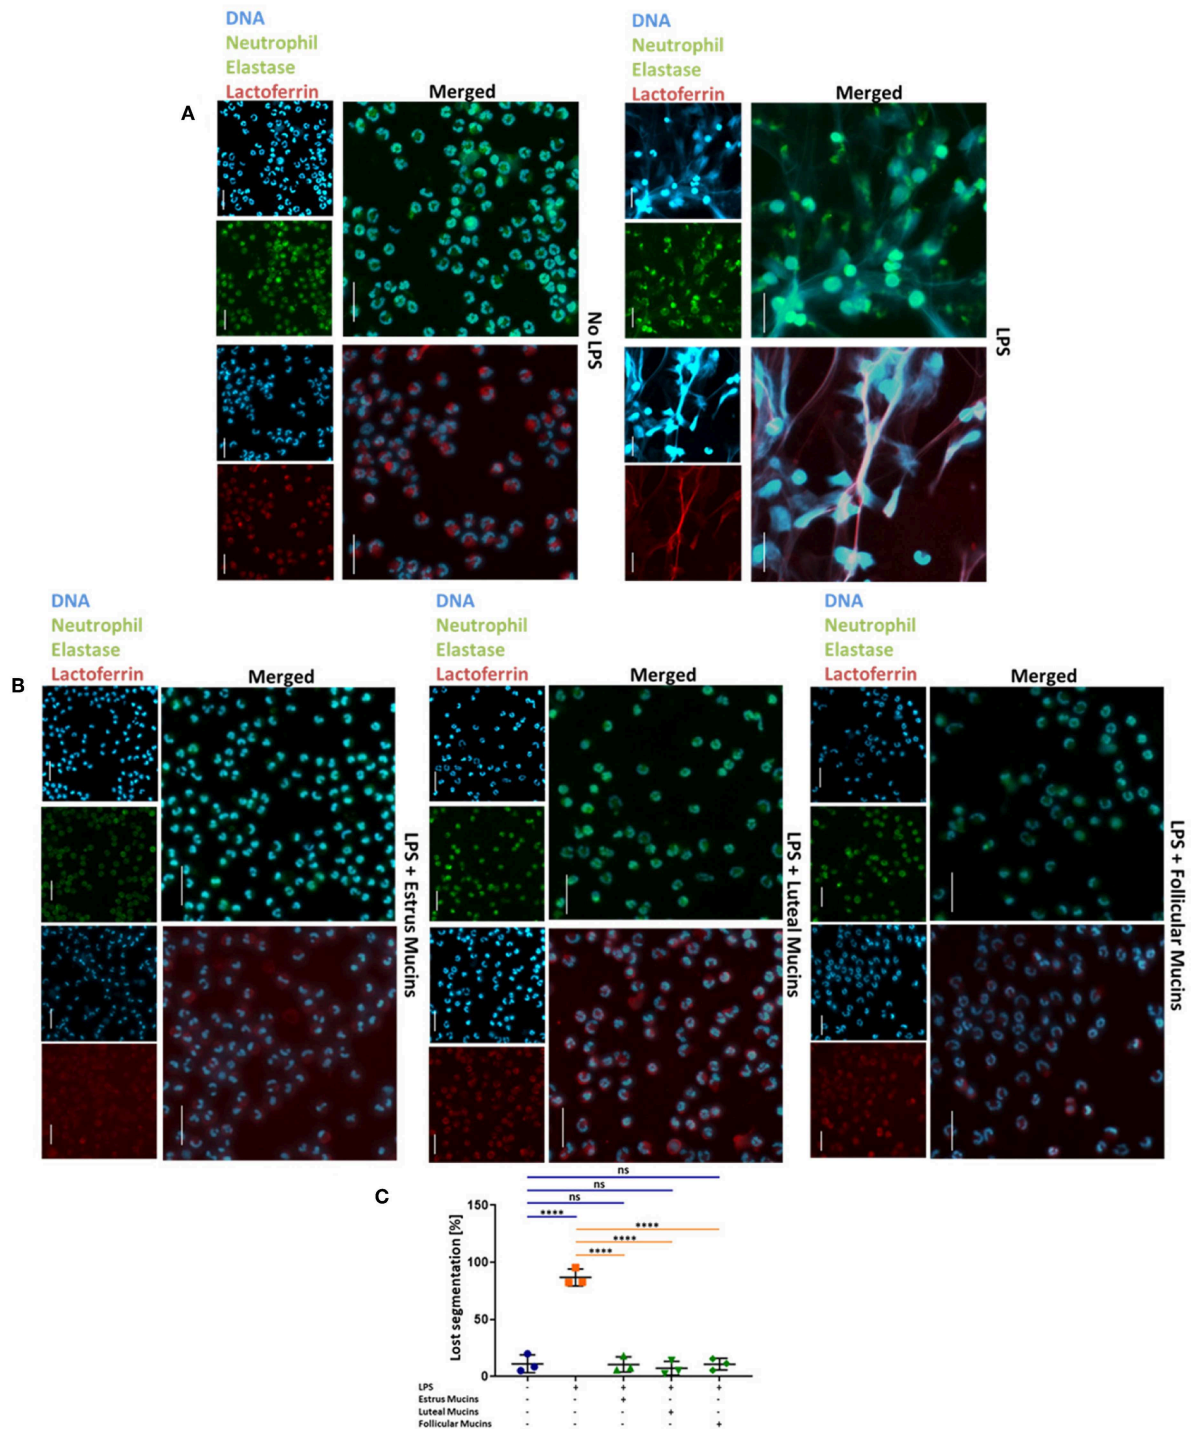 DNA
Neutrophil
Elastase
Lactoferrin
Merged
DNA
Neutrophil
Elastase
Lactoferrin
Merged
A
No LPS
LPS
DNA
Neutrophil
Elastase
Lactoferrin
Merged
DNA
Neutrophil
Elastase
Lactoferrin
Merged
DNA
Neutrophil
Elastase
Lactoferrin
Merged
B
LPS + Estrus Mucins
LPS + Luteal Mucins
LPS + Follicular Mucins
C
ns
ns
ns
****
****
****
****
Lost segmentation [%]
150
100
50
0
LPS - + + + +
Estrus Mucins - - + - -
Luteal Mucins - - - + -
Follicular Mucins - - - - +